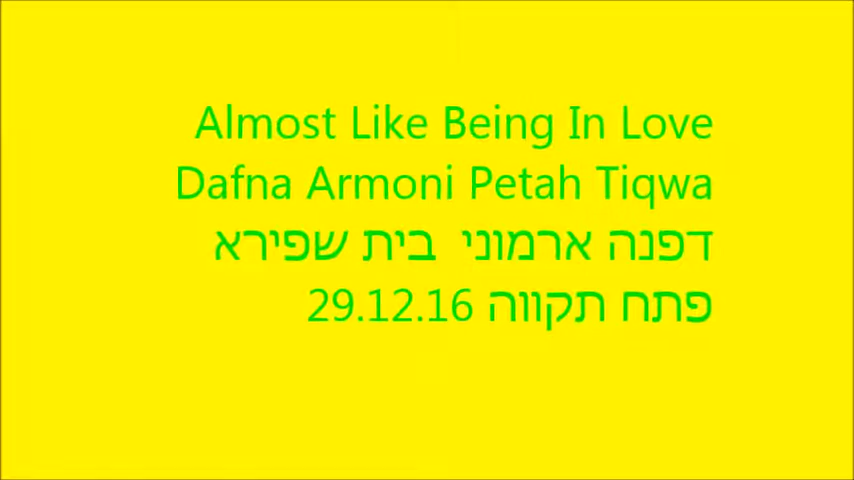 Almost Like Being In Love
Dafna Armoni Petah Tiqwa
דפנה ארמוני  בית שפירא
פתח תקווה 29.12.16